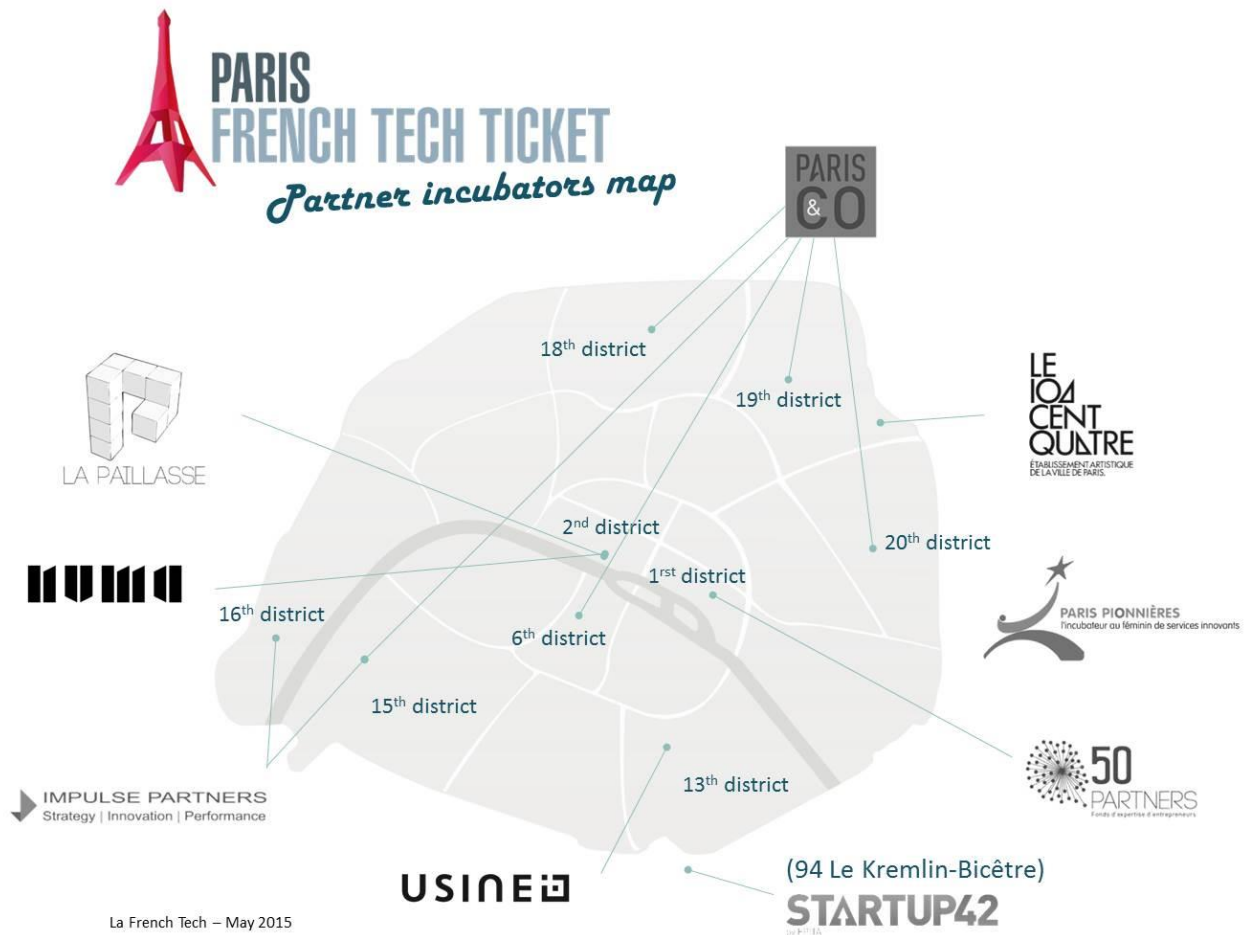 PARIS
FRENCH TECH TICKET
Partner incubators map
PARIS
&
CO
18th district
19th district
LE
104
CENT
QUATRE
ÉTABLISSEMENT ARTISTIQUE
DE LA VILLE DE PARIS.
LA PAILLASSE
2nd district
20th district
numa
1rst district
16th district
6th district
PARIS PIONNIÈRES
l'incubateur au féminin de services innovants
15th district
50
PARTNERS
Fonds d'expertise d'entrepreneurs
13th district
IMPULSE PARTNERS
Strategy | Innovation | Performance
USINE IO
(94 Le Kremlin-Bicêtre)
STARTUP42
La French Tech – May 2015